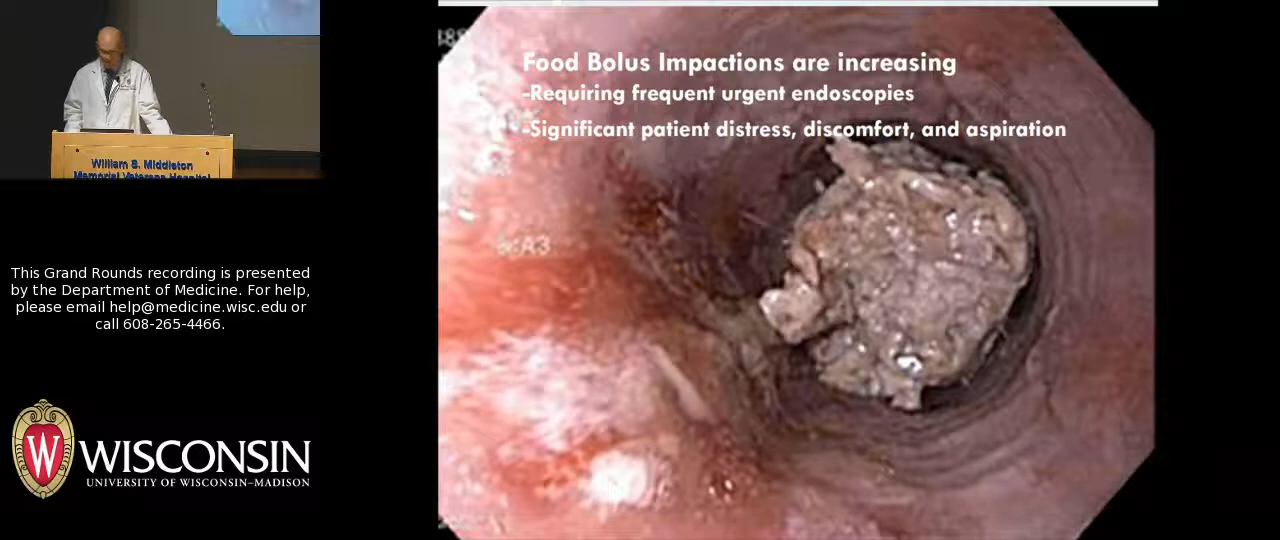 William S. Middleton
Memorial Veterans Hospital
This Grand Rounds recording is presented
by the Department of Medicine. For help,
please email help@medicine.wisc.edu or
call 608-265-4466.
W
WISCONSIN
UNIVERSITY OF WISCONSIN–MADISON
Food Bolus Impactions are increasing
-Requiring frequent urgent endoscopies
-Significant patient distress, discomfort, and aspiration